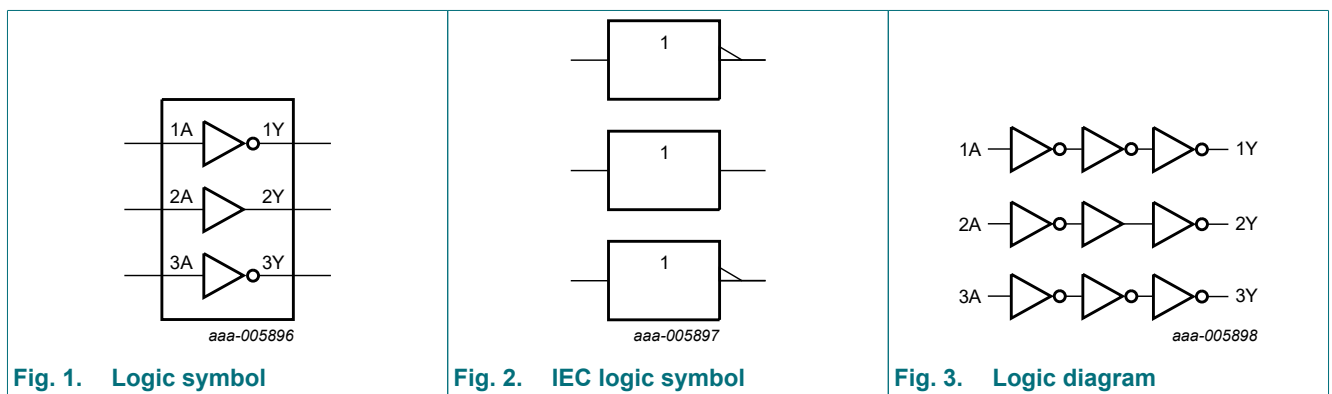 1A 1Y
2A 2Y
3A 3Y
aaa-005896
Fig. 1. Logic symbol
1
1
1
aaa-005897
Fig. 2. IEC logic symbol
1A 1Y
2A 2Y
3A 3Y
aaa-005898
Fig. 3. Logic diagram